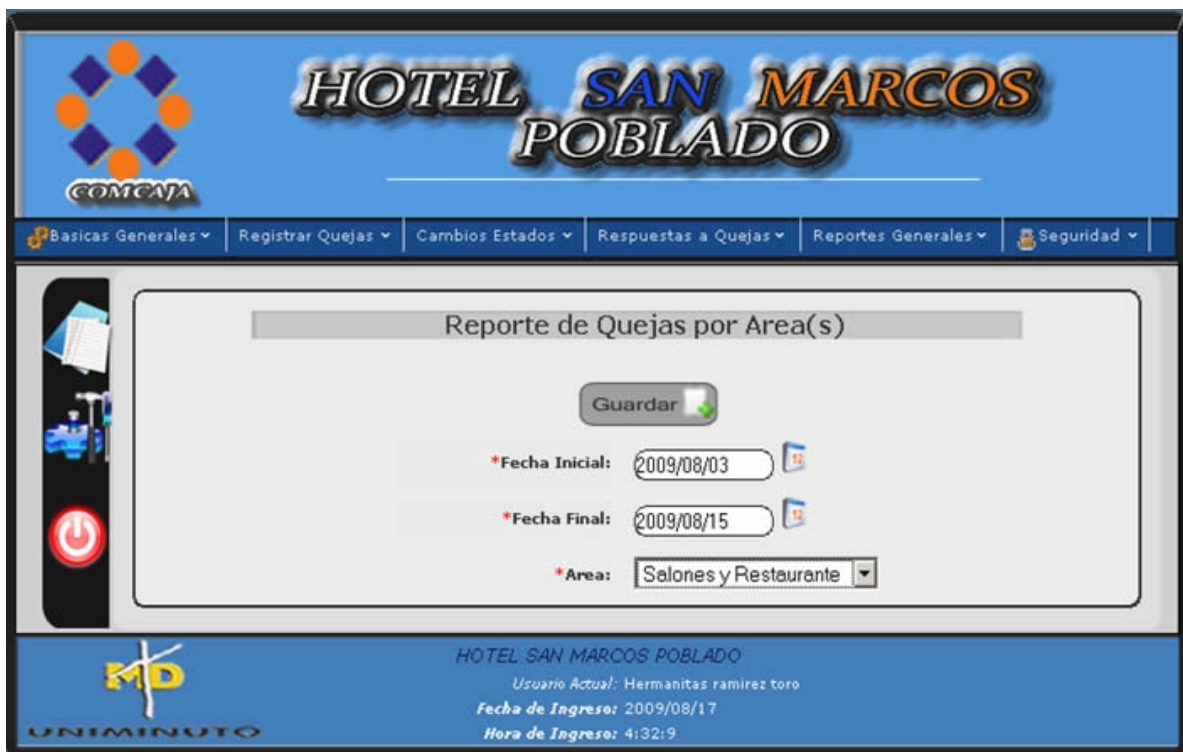 HOTEL SAN MARCOS
POBLADO
COMCAJA
Basicas Generales Registrar Quejas Cambios Estados Respuestas a Quejas Reportes Generales Seguridad
Reporte de Quejas por Area(s)
Guardar
*Fecha Inicial: 2009/08/03 12
*Fecha Final: 2009/08/15 12
*Area: Salones y Restaurante
MD
UNIMINUTO
HOTEL SAN MARCOS POBLADO
Usuario Actual: Hermanitas ramirez toro
Fecha de Ingreso: 2009/08/17
Hora de Ingreso: 4:32:9